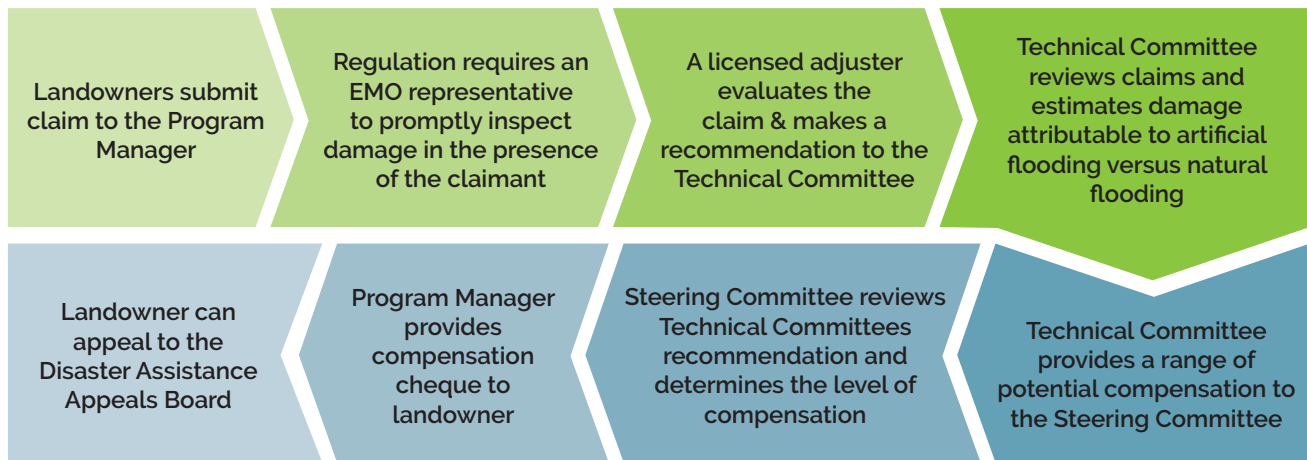 Landowners submit
claim to the Program
Manager
Regulation requires an
EMO representative
to promptly inspect
damage in the presence
of the claimant
A licensed adjuster
evaluates the
claim & makes a
recommendation to the
Technical Committee
Technical Committee
reviews claims and
estimates damage
attributable to artificial
flooding versus natural
flooding
Technical Committee
provides a range of
potential compensation to
the Steering Committee
Steering Committee reviews
Technical Committees
recommendation and
determines the level of
compensation
Program Manager
provides
compensation
cheque to
landowner
Landowner can
appeal to the
Disaster Assistance
Appeals Board